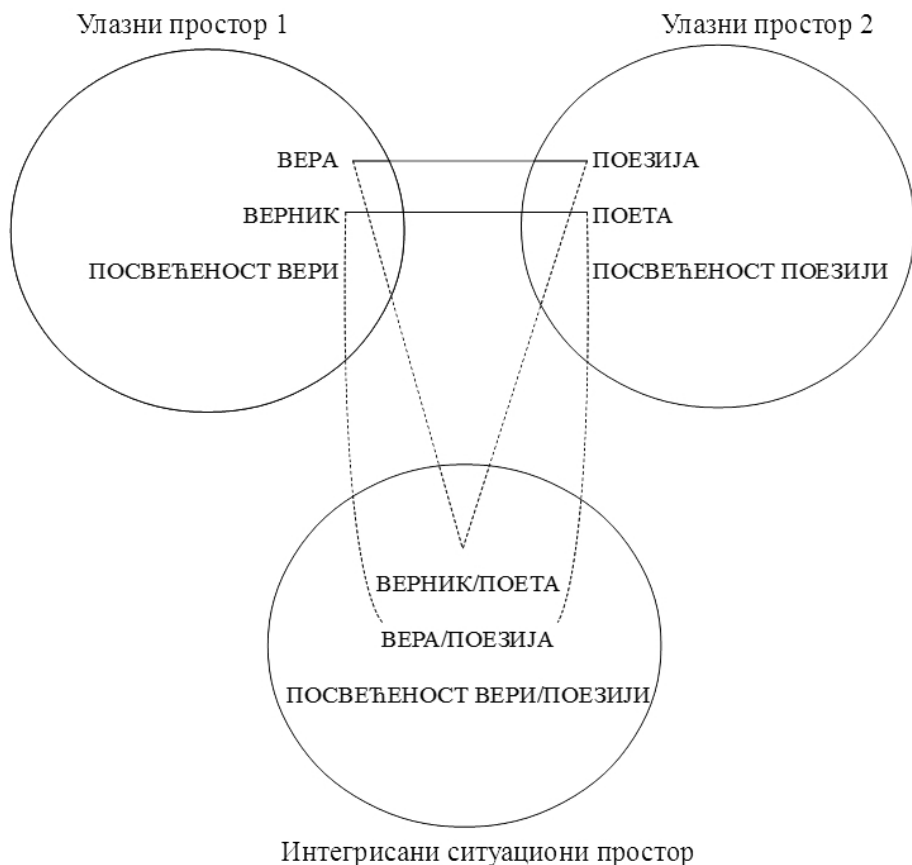 Улазни простор 1
Улазни простор 2
ВЕРА
ПОЕЗИЈА
ВЕРНИК
ПОЕТА
ПОСВЕЋЕНОСТ ВЕРИ
ПОСВЕЋЕНОСТ ПОЕЗИЈИ
ВЕРНИК/ПОЕТА
ВЕРА/ПОЕЗИЈА
ПОСВЕЋЕНОСТ ВЕРИ/ПОЕЗИЈИ
Интегрисани ситуациони простор